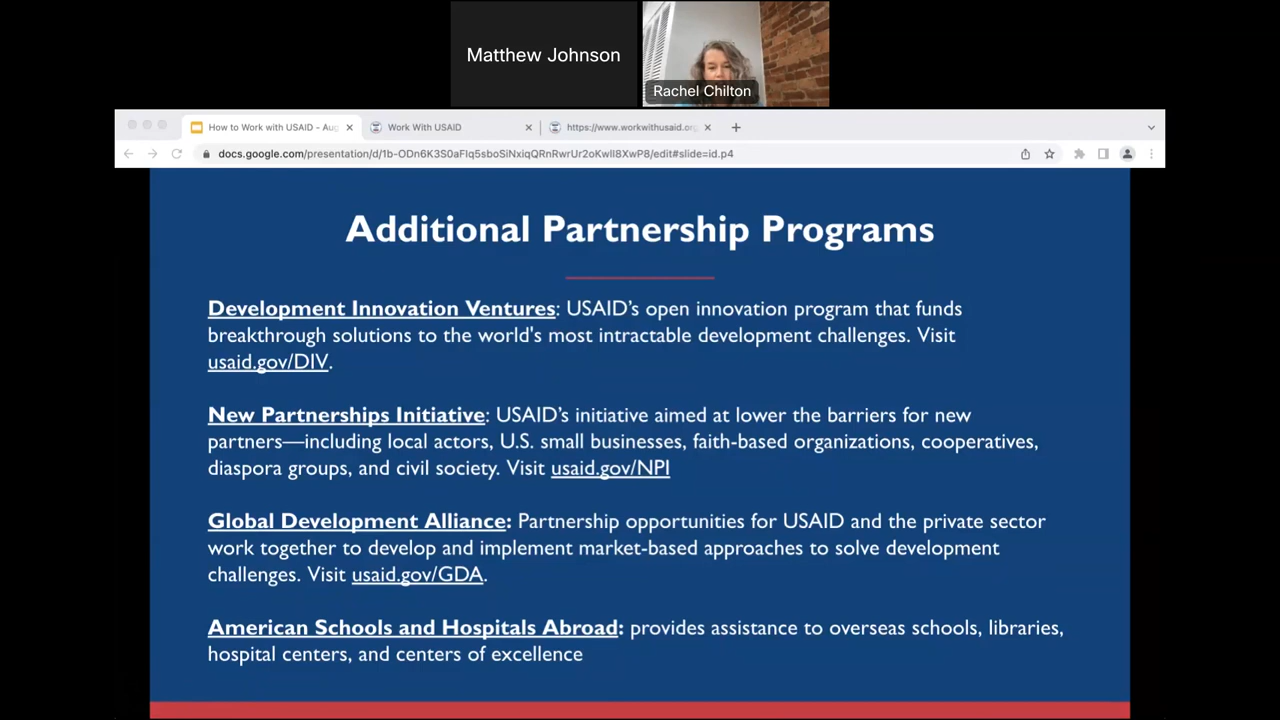 Matthew Johnson
Rachel Chilton
How to Work with USAID - Aug
Work With USAID
https://www.workwithusaid.org
docs.google.com/presentation/d/1b-ODn6K3S0aFIq5sboSiNxiqQRnRwrUr2oKwII8XwP8/edit#slide=id.p4
Additional Partnership Programs
Development Innovation Ventures: USAID’s open innovation program that funds
breakthrough solutions to the world's most intractable development challenges. Visit
usaid.gov/DIV.
New Partnerships Initiative: USAID’s initiative aimed at lower the barriers for new
partners—including local actors, U.S. small businesses, faith-based organizations, cooperatives,
diaspora groups, and civil society. Visit usaid.gov/NPI
Global Development Alliance: Partnership opportunities for USAID and the private sector
work together to develop and implement market-based approaches to solve development
challenges. Visit usaid.gov/GDA.
American Schools and Hospitals Abroad: provides assistance to overseas schools, libraries,
hospital centers, and centers of excellence